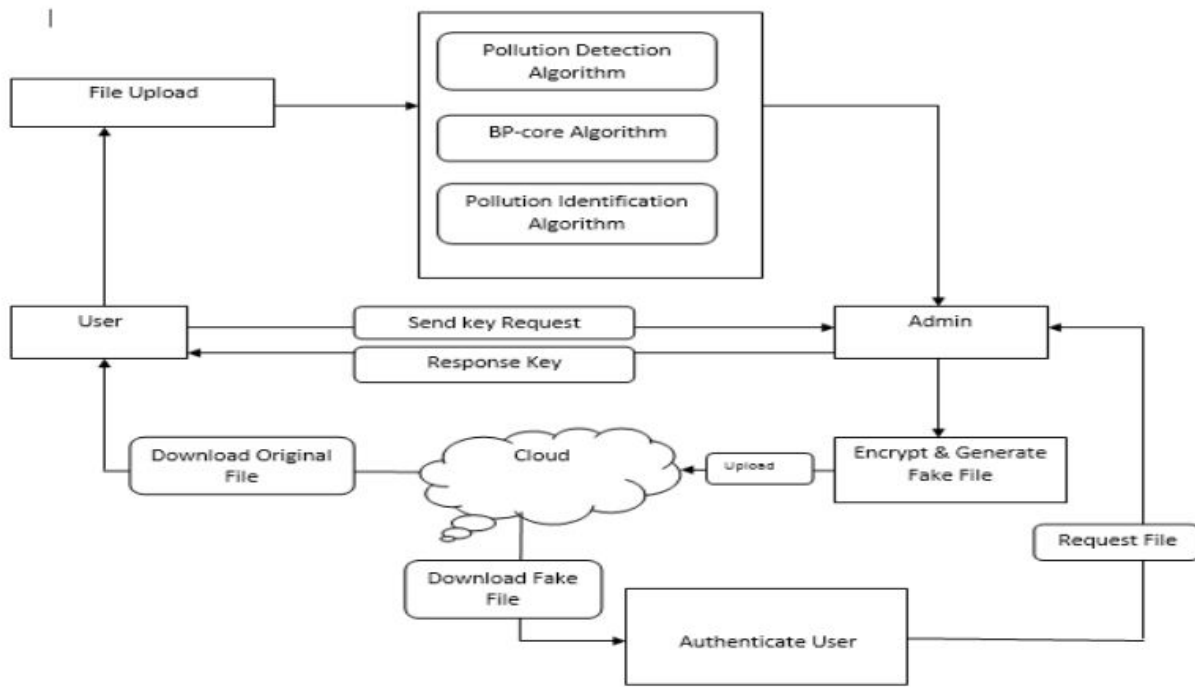 Pollution Detection
Algorithm
File Upload
BP-core Algorithm
Pollution Identification
Algorithm
User
Send key Request
Admin
Response Key
Download Original
File
Cloud
Upload
Encrypt & Generate
Fake File
Request File
Download Fake
File
Authenticate User